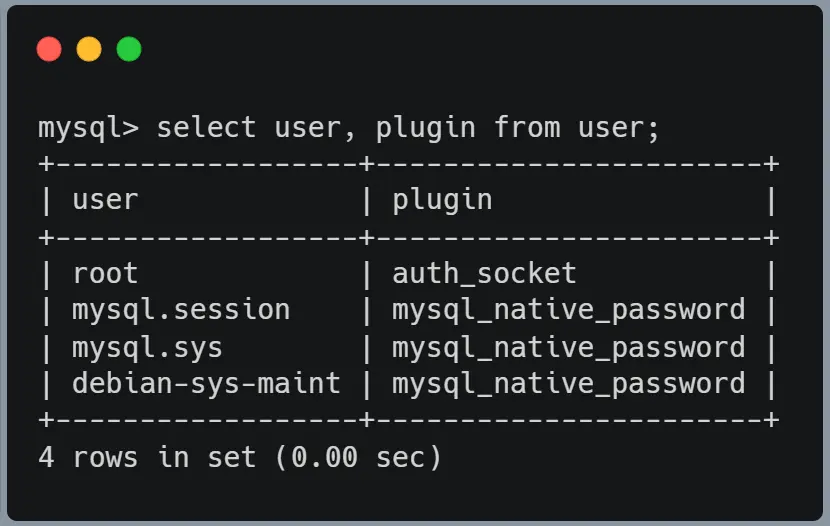 mysql> select user, plugin from user;
+------------------+-----------------------+
| user             | plugin                |
+------------------+-----------------------+
| root             | auth_socket           |
| mysql.session    | mysql_native_password |
| mysql.sys        | mysql_native_password |
| debian-sys-maint | mysql_native_password |
+------------------+-----------------------+
4 rows in set (0.00 sec)